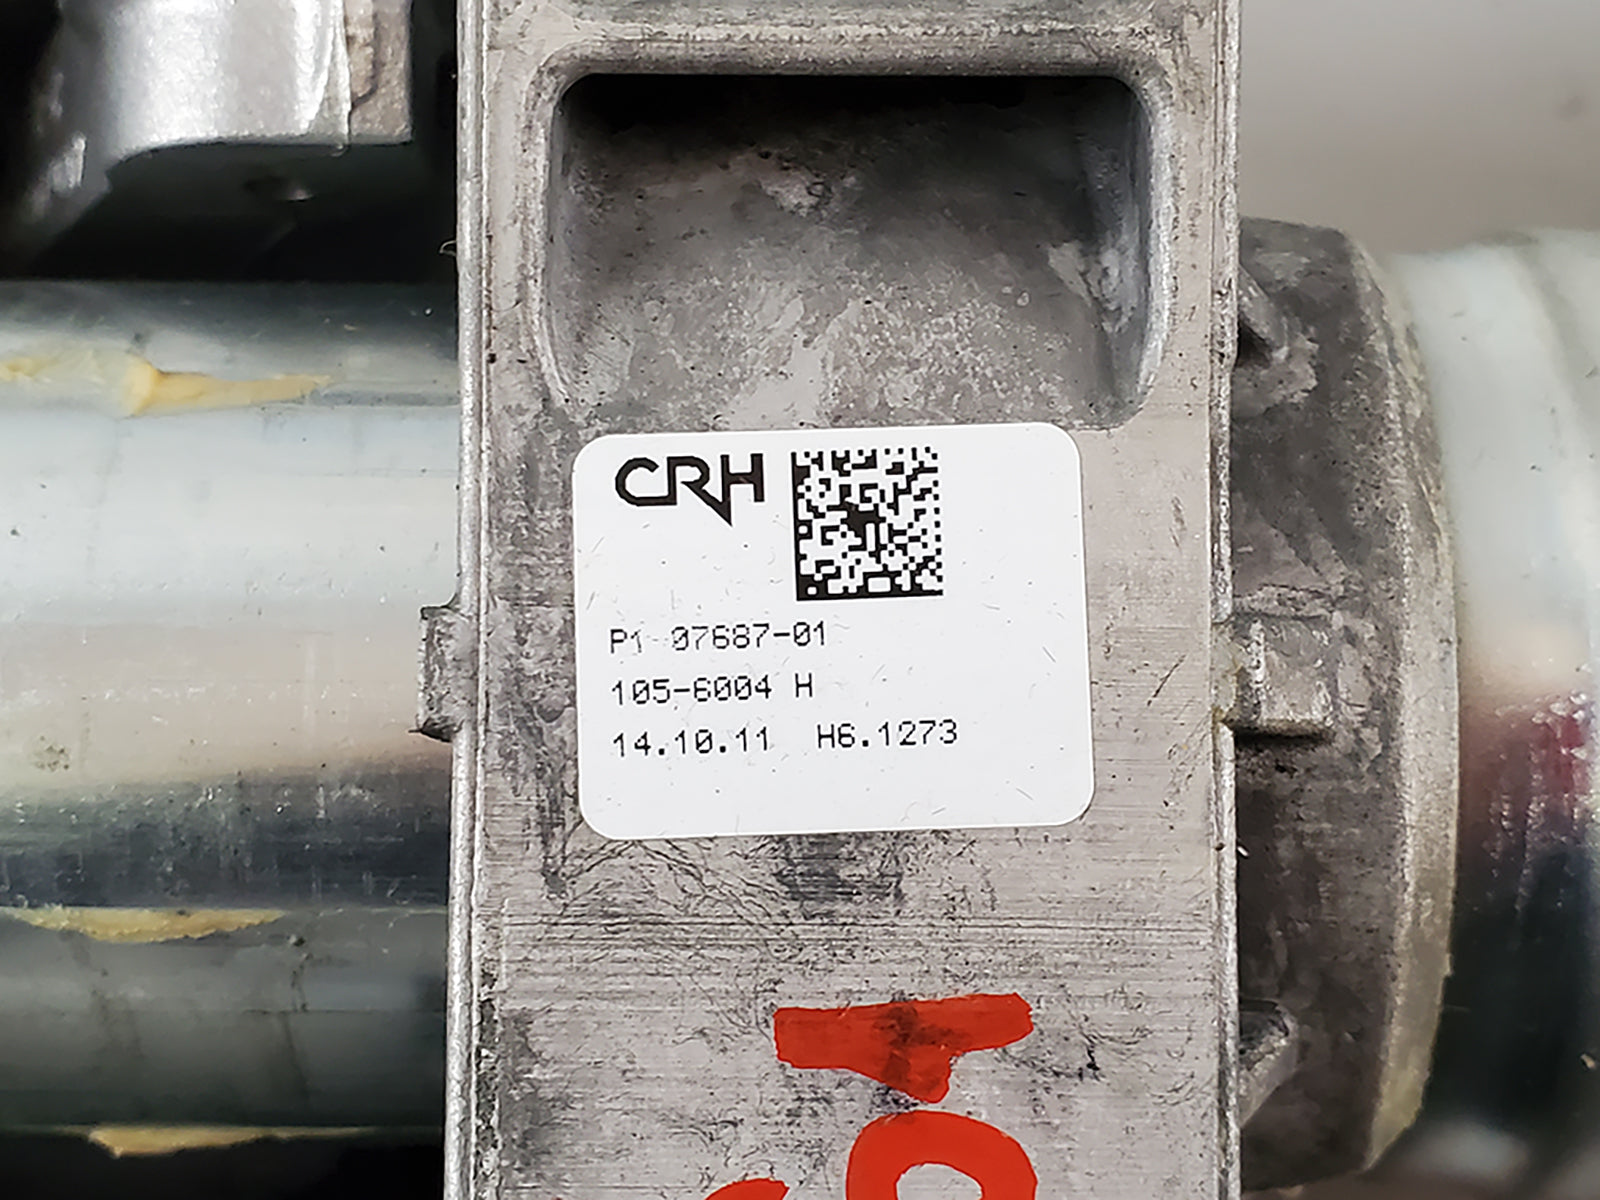 CRH
P1 07687-01
105-6004 H
14.10.11 H6.1273